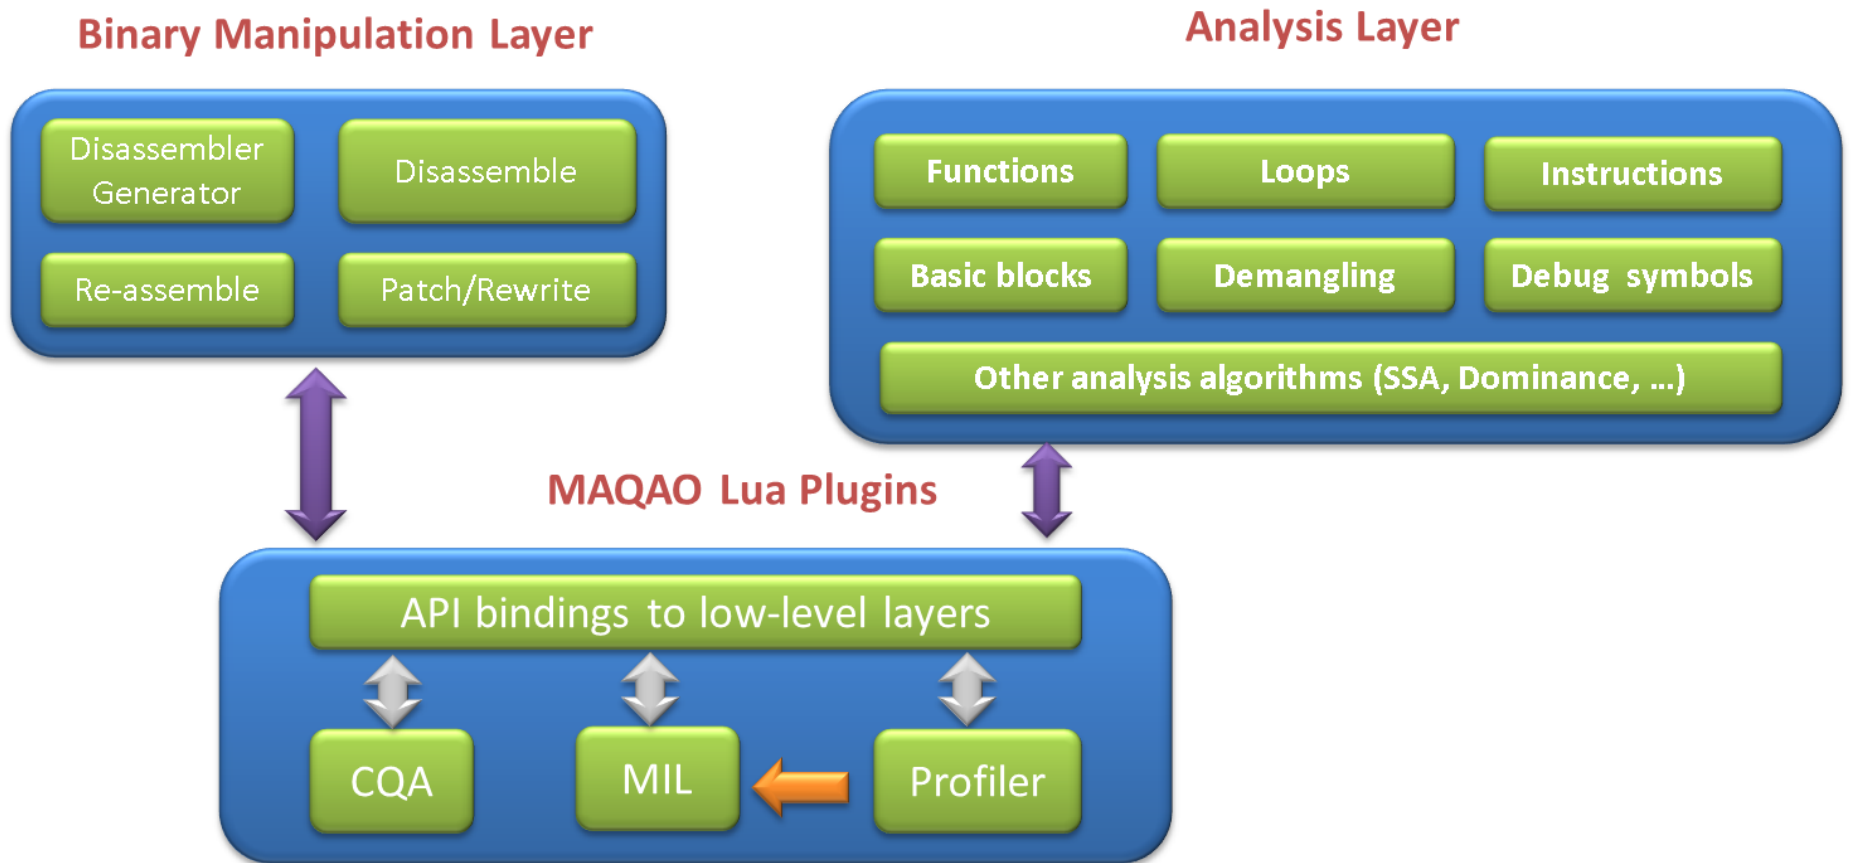 Binary Manipulation Layer
Disassembler
Generator
Disassemble
Re-assemble
Patch/Rewrite
Analysis Layer
Functions
Loops
Instructions
Basic blocks
Demangling
Debug symbols
Other analysis algorithms (SSA, Dominance, ...)
MAQAO Lua Plugins
API bindings to low-level layers
CQA
MIL
Profiler